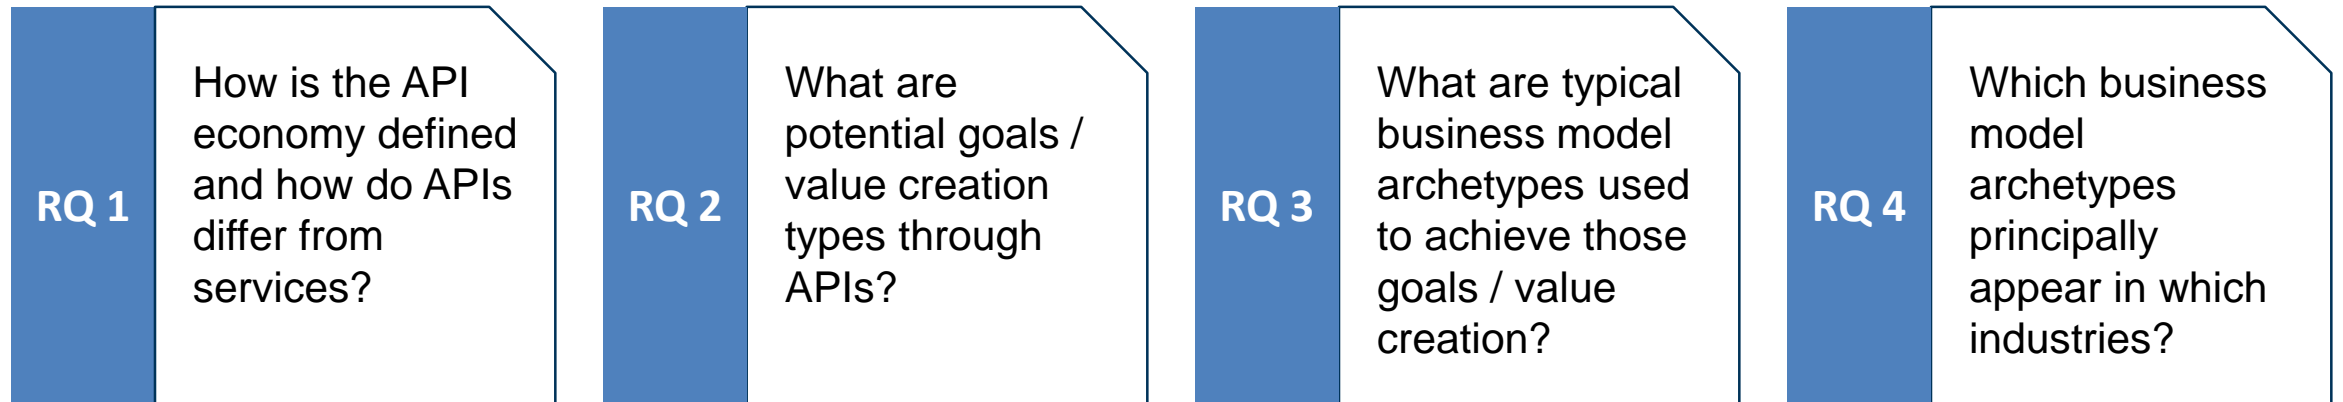 RQ 1
How is the API
economy defined
and how do APIs
differ from
services?
RQ 2
What are
potential goals /
value creation
types through
APIs?
RQ 3
What are typical
business model
archetypes used
to achieve those
goals / value
creation?
RQ 4
Which business
model
archetypes
principally
appear in which
industries?